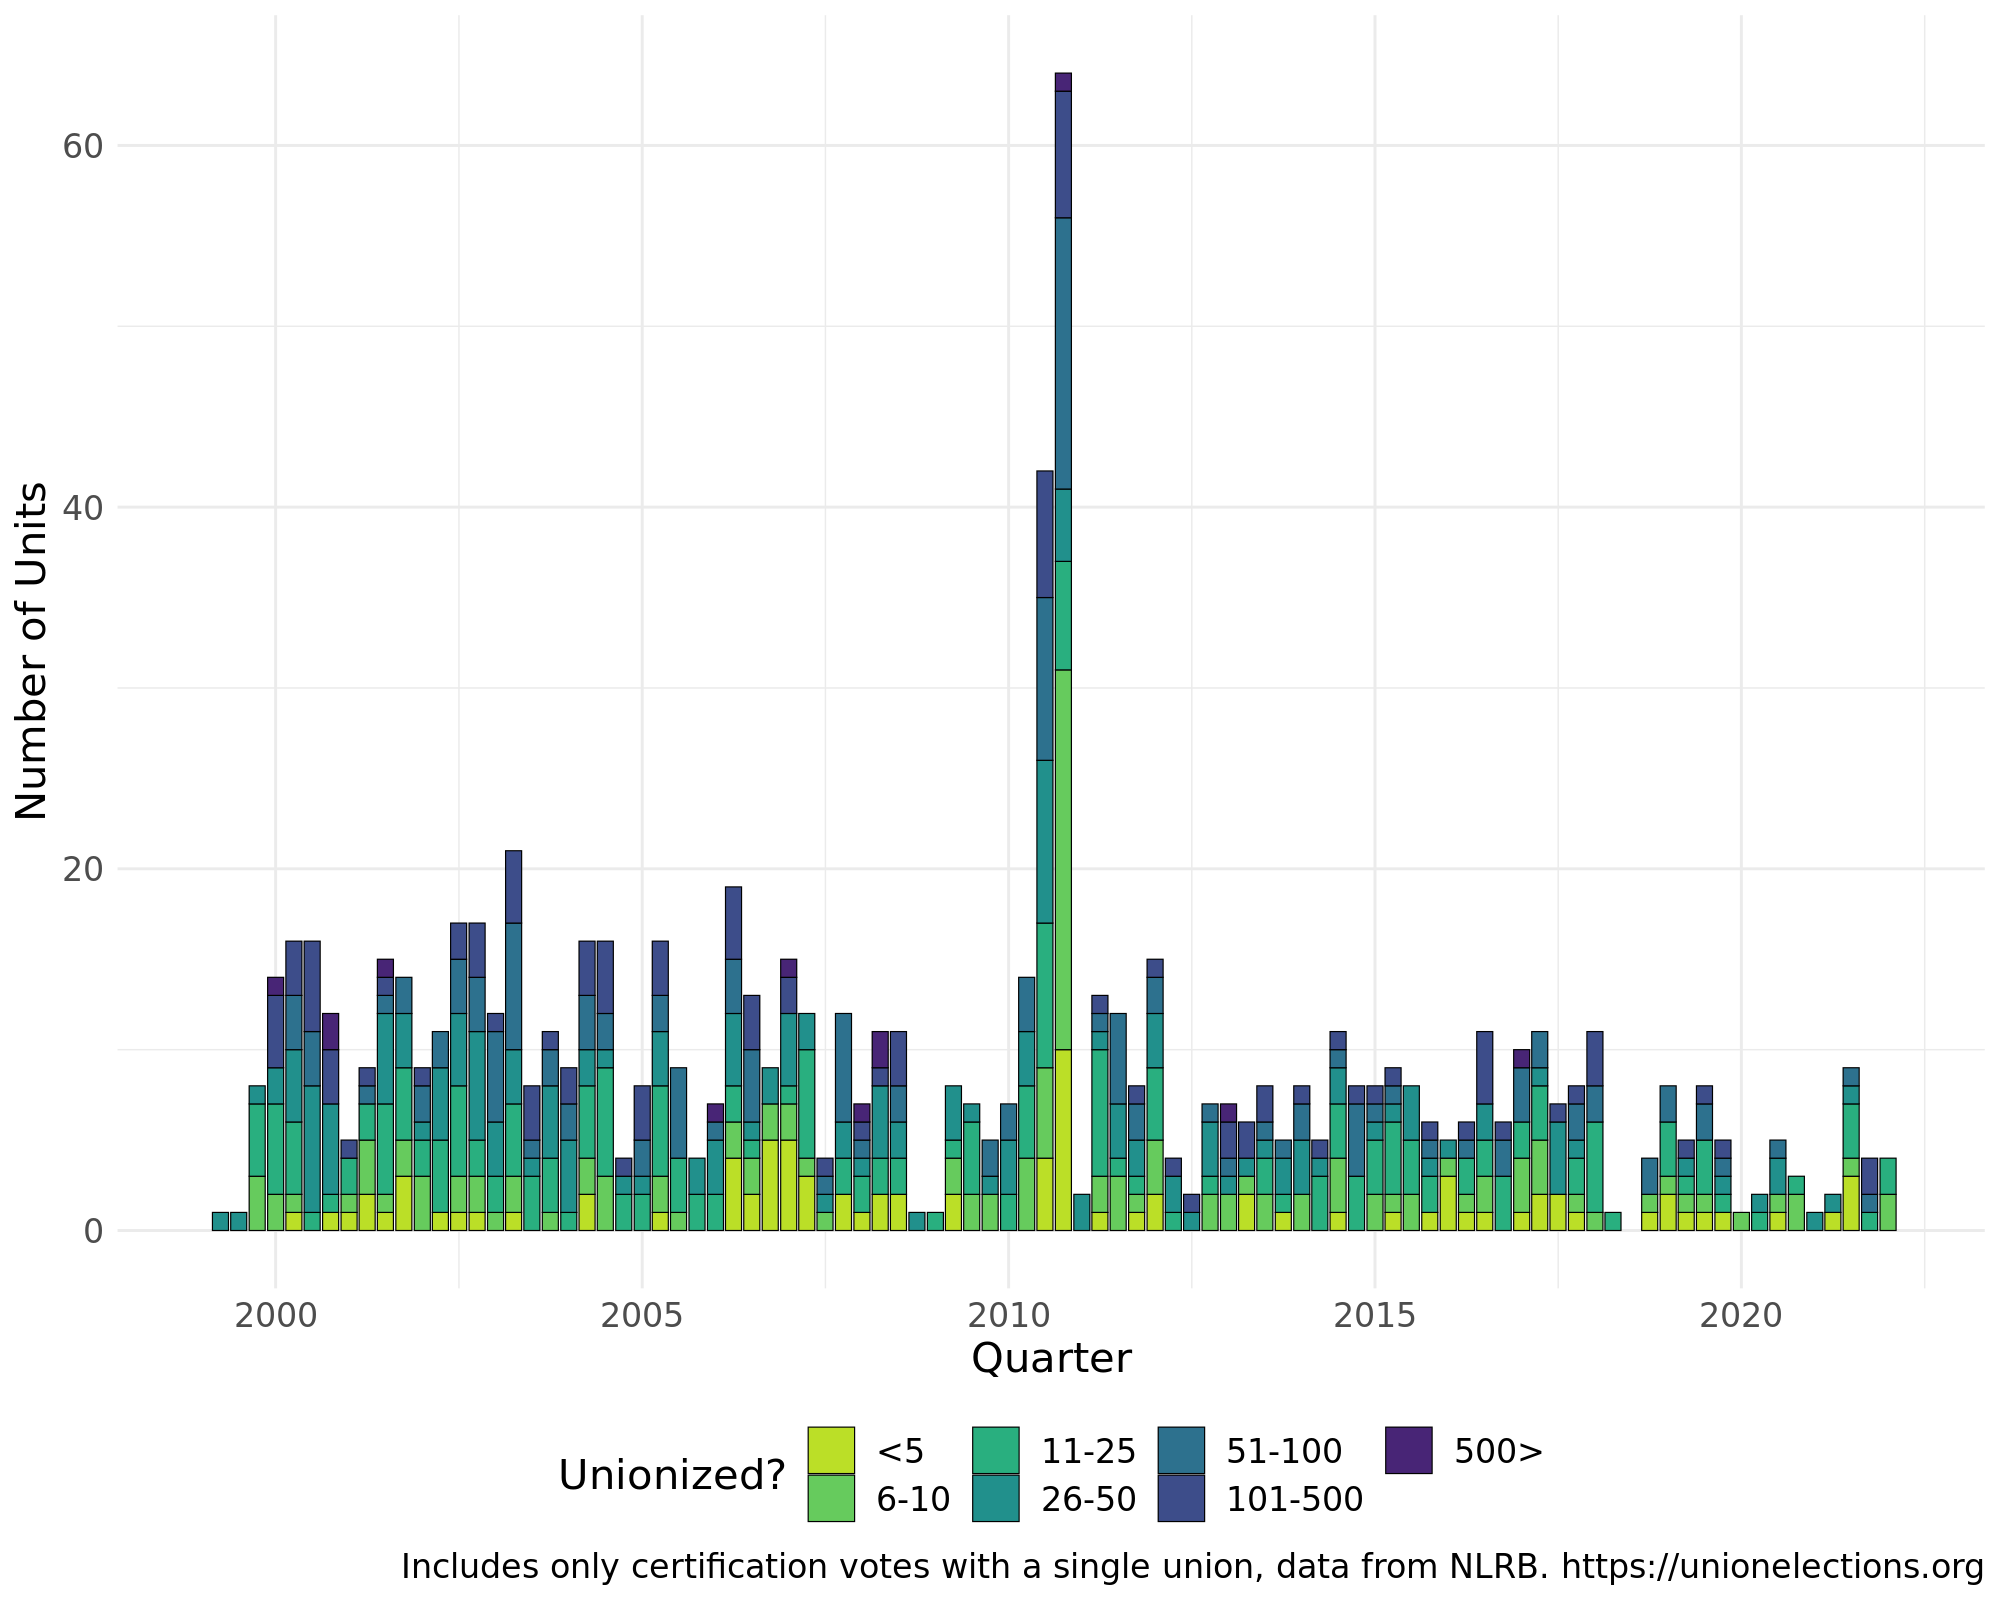 60
40
20
0
Number of Units
2000 2005 2010 2015 2020
Quarter
Unionized?
<5 11-25 51-100 500>
6-10 26-50 101-500
Includes only certification votes with a single union, data from NLRB. https://unionelections.org